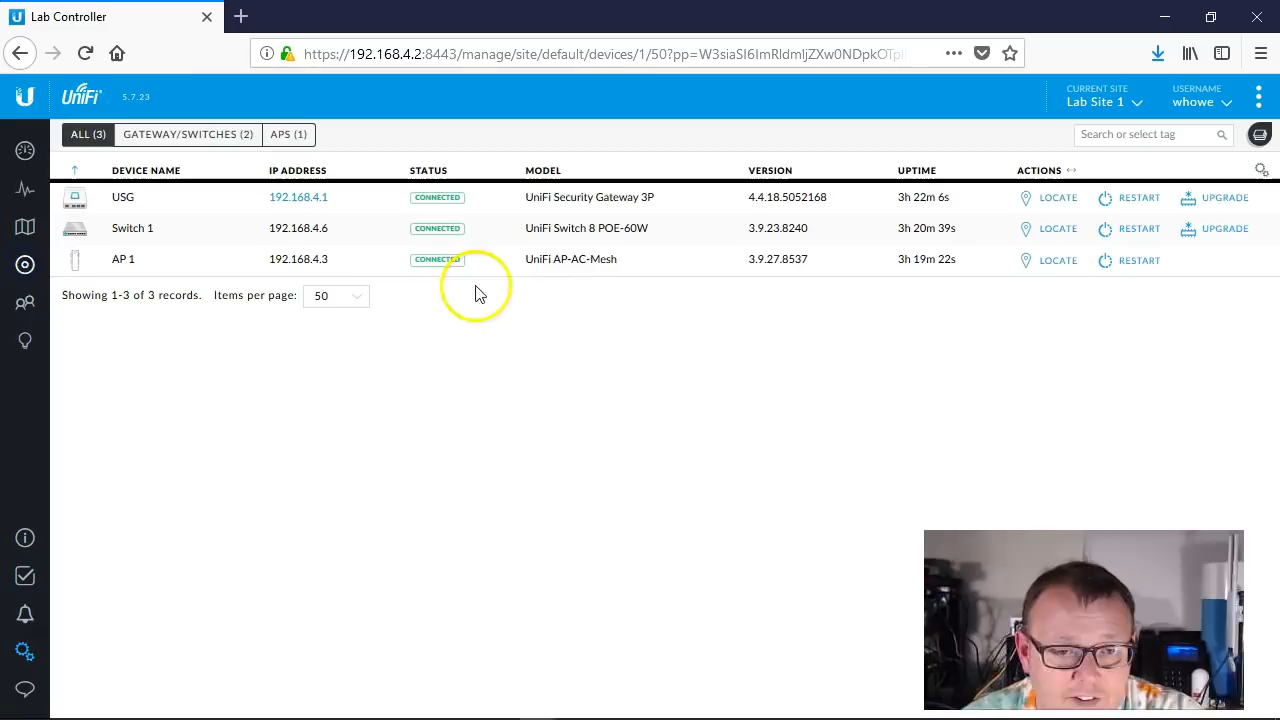 Lab Controller
https://192.168.4.2:8443/manage/site/default/devices/1/50?pp=
UniFi 5.7.23
CURRENT SITE
Lab Site 1
USERNAME
whowe
ALL (3) GATEWAY/SWITCHES (2) APS (1)
Search or select tag
DEVICE NAME IP ADDRESS STATUS MODEL VERSION UPTIME ACTIONS
USG 192.168.4.1 CONNECTED UniFi Security Gateway 3P 4.4.18.5052168 3h 22m 6s LOCATE RESTART UPGRADE
Switch 1 192.168.4.6 CONNECTED UniFi Switch 8 POE-60W 3.9.25.8240 3h 20m 39s LOCATE RESTART UPGRADE
AP 1 192.168.4.3 CONNECTED UniFi AP-AC-Mesh 3.9.27.8537 3h 19m 22s LOCATE RESTART
Showing 1-3 of 3 records. Items per page: 50